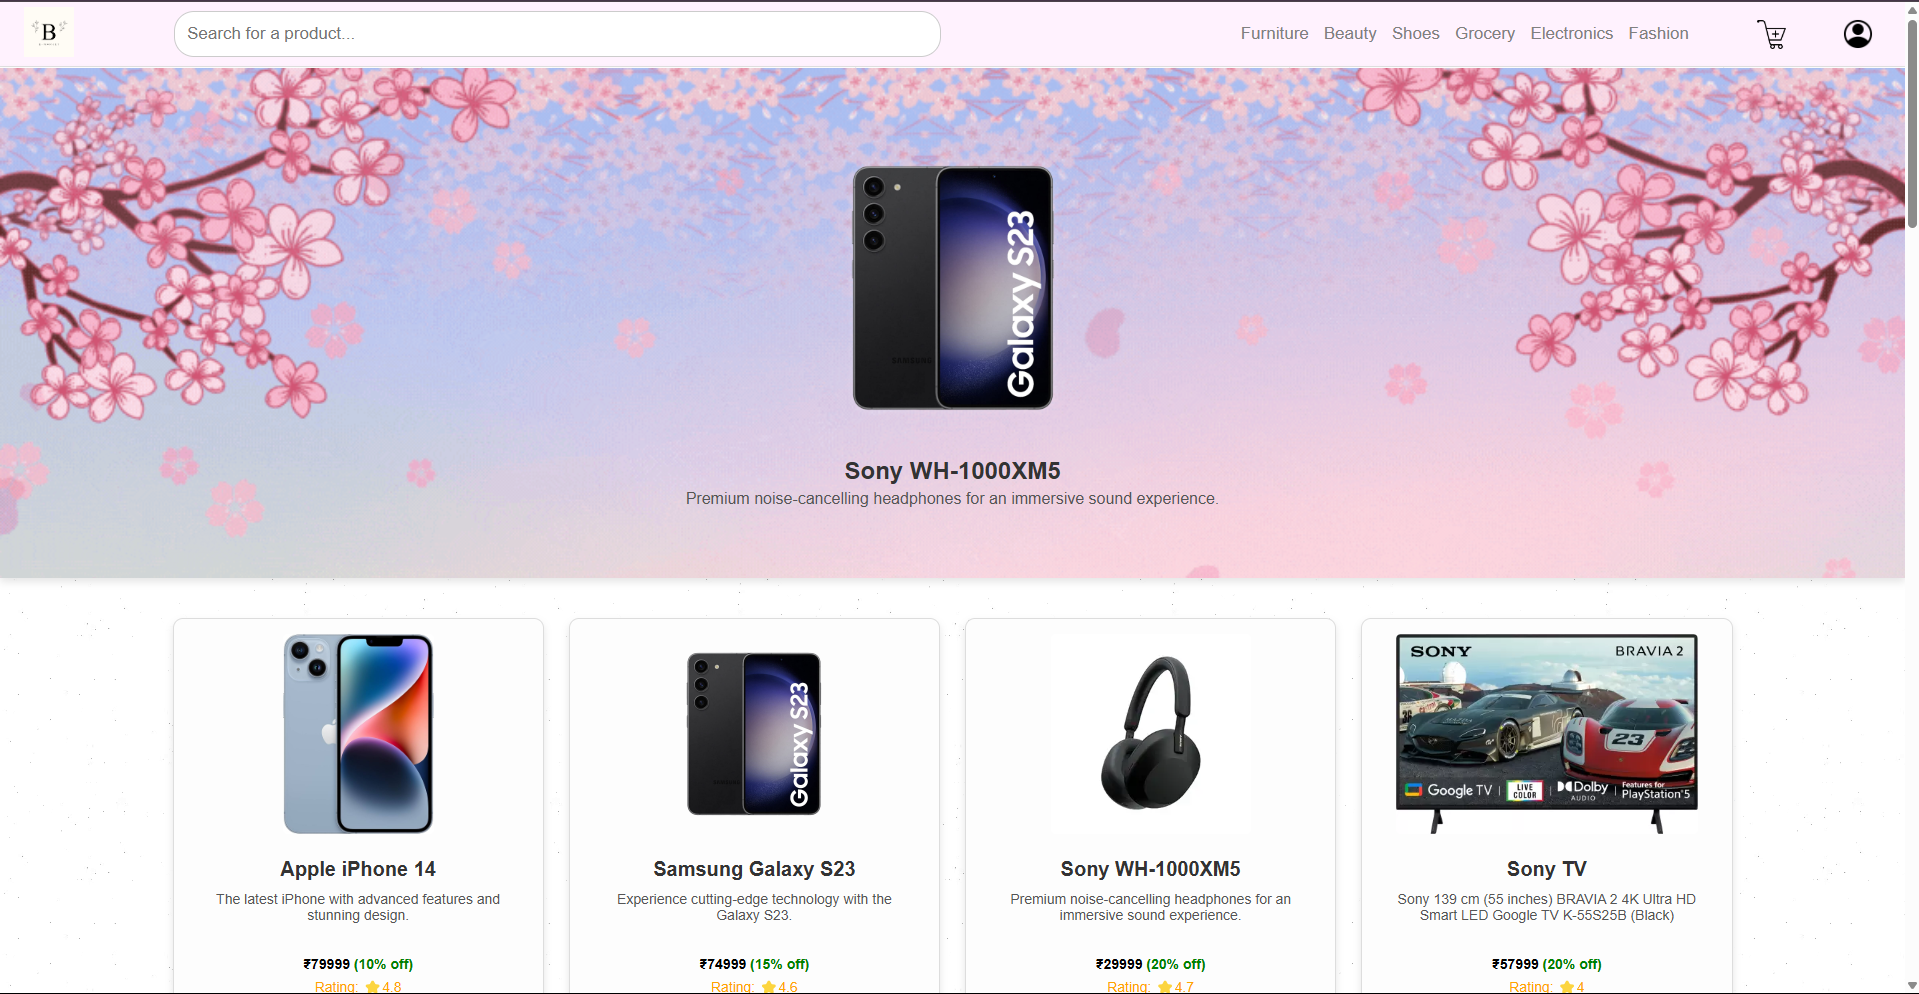 B
Search for a product...
Furniture Beauty Shoes Grocery Electronics Fashion
Galaxy S23
SAMSUNG
Sony WH-1000XM5
Premium noise-cancelling headphones for an immersive sound experience.
Galaxy S23
SONY
BRAVIA 2
23
Google TV
LIVE COLOR
Dolby AUDIO
Features for PlayStation 5
Apple iPhone 14
The latest iPhone with advanced features and
stunning design.
₹79999 (10% off)
Rating: 4.8
Samsung Galaxy S23
Experience cutting-edge technology with the
Galaxy S23.
₹74999 (15% off)
Rating: 4.6
Sony WH-1000XM5
Premium noise-cancelling headphones for an
immersive sound experience.
₹29999 (20% off)
Rating: 4.7
Sony TV
Sony 139 cm (55 inches) BRAVIA 2 4K Ultra HD
Smart LED Google TV K-55S25B (Black)
₹57999 (20% off)
Rating: 4